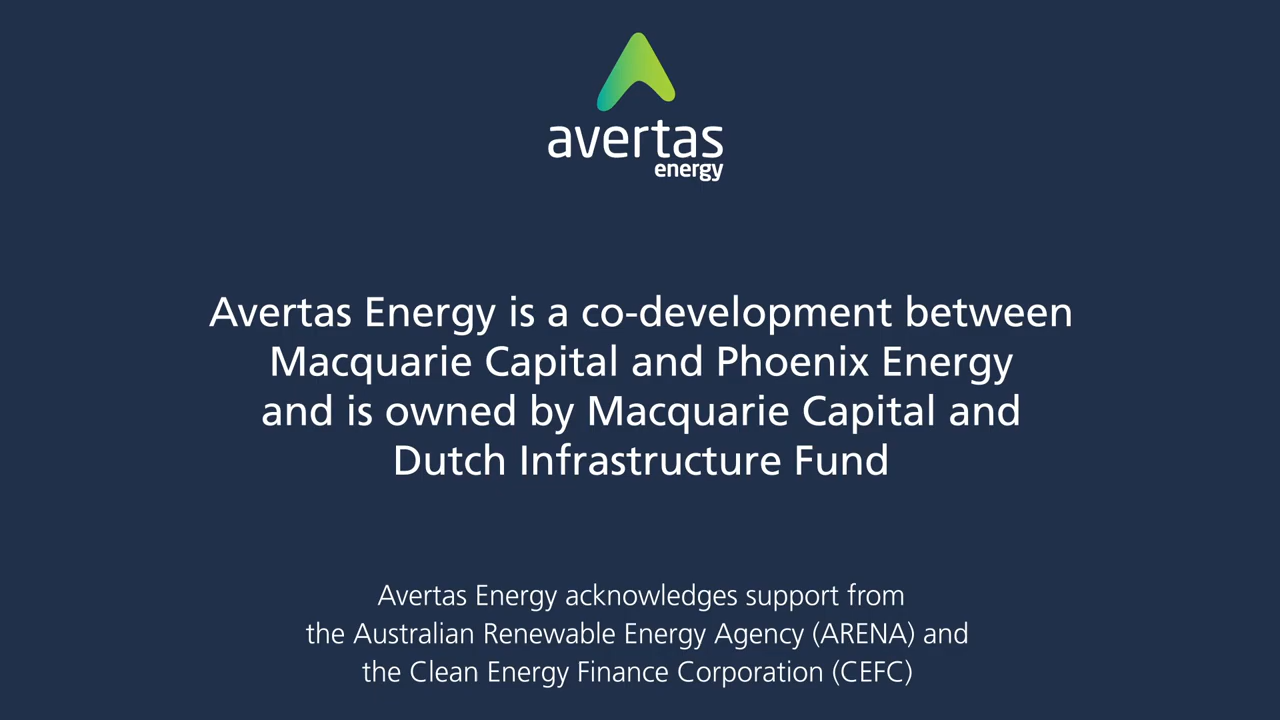 avertas
energy
Avertas Energy is a co-development between
Macquarie Capital and Phoenix Energy
and is owned by Macquarie Capital and
Dutch Infrastructure Fund
Avertas Energy acknowledges support from
the Australian Renewable Energy Agency (ARENA) and
the Clean Energy Finance Corporation (CEFC)